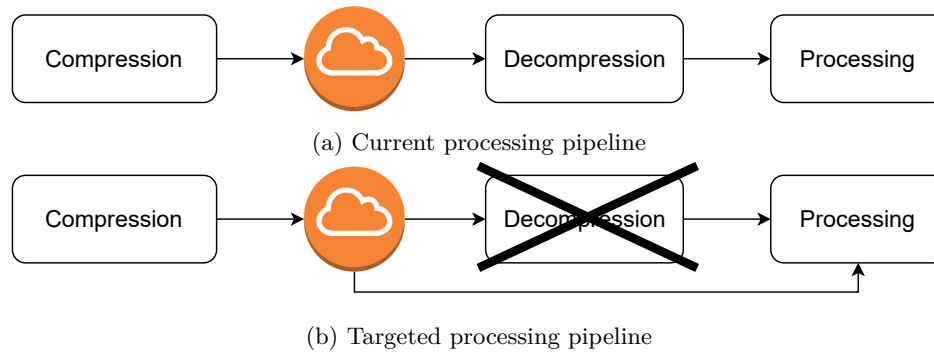 Compression
Decompression
Processing
(a) Current processing pipeline
Compression
Decompression
Processing
(b) Targeted processing pipeline